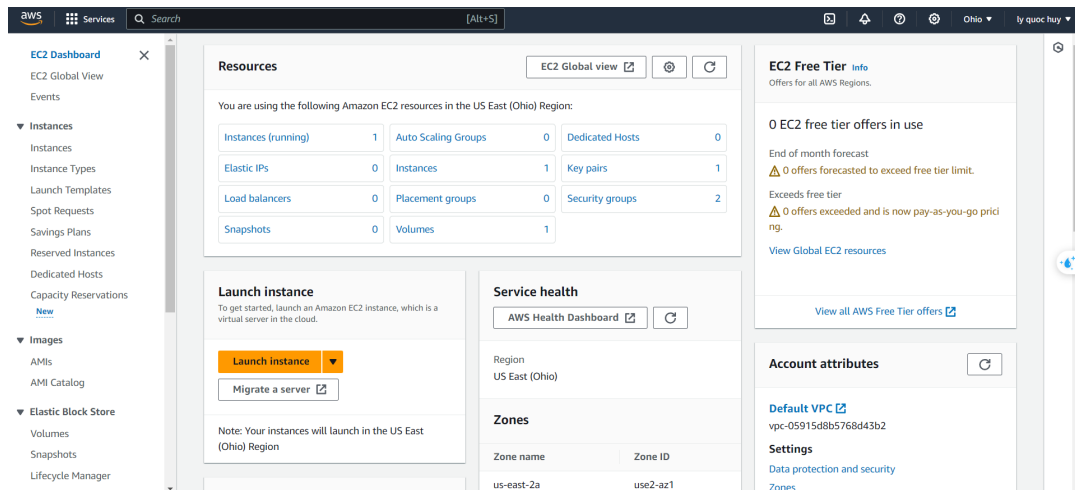 aws Services Search [Alt+S] Ohio ▼ ly quoc huy ▼
EC2 Dashboard
EC2 Global View
Events
Instances
Instances
Instance Types
Launch Templates
Spot Requests
Savings Plans
Reserved Instances
Dedicated Hosts
Capacity Reservations
New
Images
AMIs
AMI Catalog
Elastic Block Store
Volumes
Snapshots
Lifecycle Manager
Resources
EC2 Global view
You are using the following Amazon EC2 resources in the US East (Ohio) Region:
Instances (running) 1 Auto Scaling Groups 0 Dedicated Hosts 0
Elastic IPs 0 Instances 1 Key pairs 1
Load balancers 0 Placement groups 0 Security groups 2
Snapshots 0 Volumes 1
Launch instance
To get started, launch an Amazon EC2 instance, which is a
virtual server in the cloud.
Launch instance
Migrate a server
Note: Your instances will launch in the US East
(Ohio) Region
Service health
AWS Health Dashboard
Region
US East (Ohio)
Zones
Zone name Zone ID
us-east-2a use2-az1
EC2 Free Tier Info
Offers for all AWS Regions.
0 EC2 free tier offers in use
End of month forecast
0 offers forecasted to exceed free tier limit.
Exceeds free tier
0 offers exceeded and is now pay-as-you-go prici
ng.
View Global EC2 resources
View all AWS Free Tier offers
Account attributes
Default VPC
vpc-05915d8b5768d43b2
Settings
Data protection and security
Zones